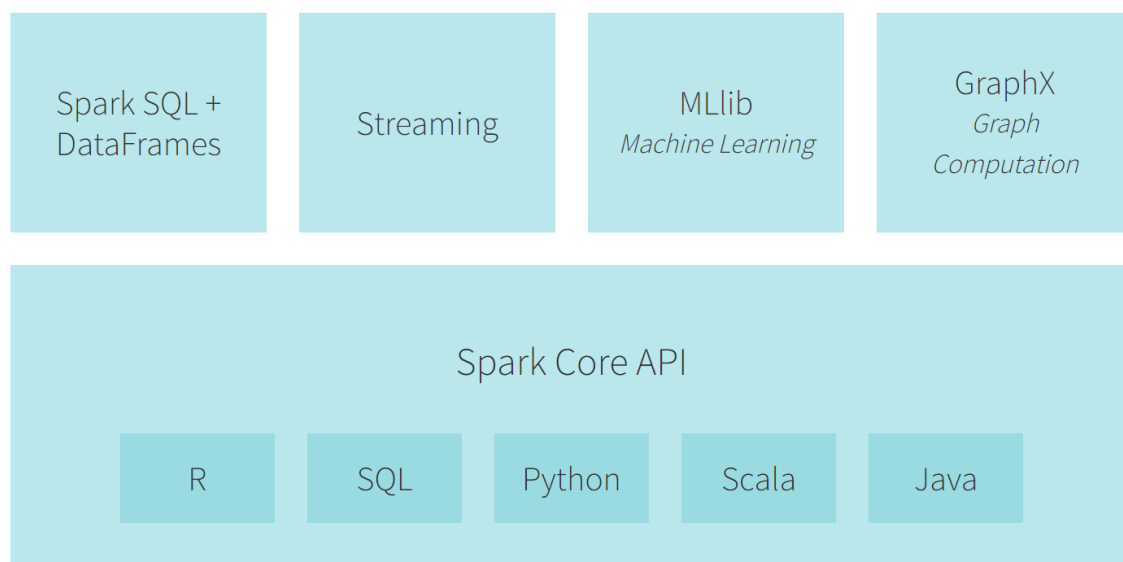 Spark SQL +
DataFrames
Streaming
MLlib
Machine Learning
GraphX
Graph
Computation
Spark Core API
R
SQL
Python
Scala
Java